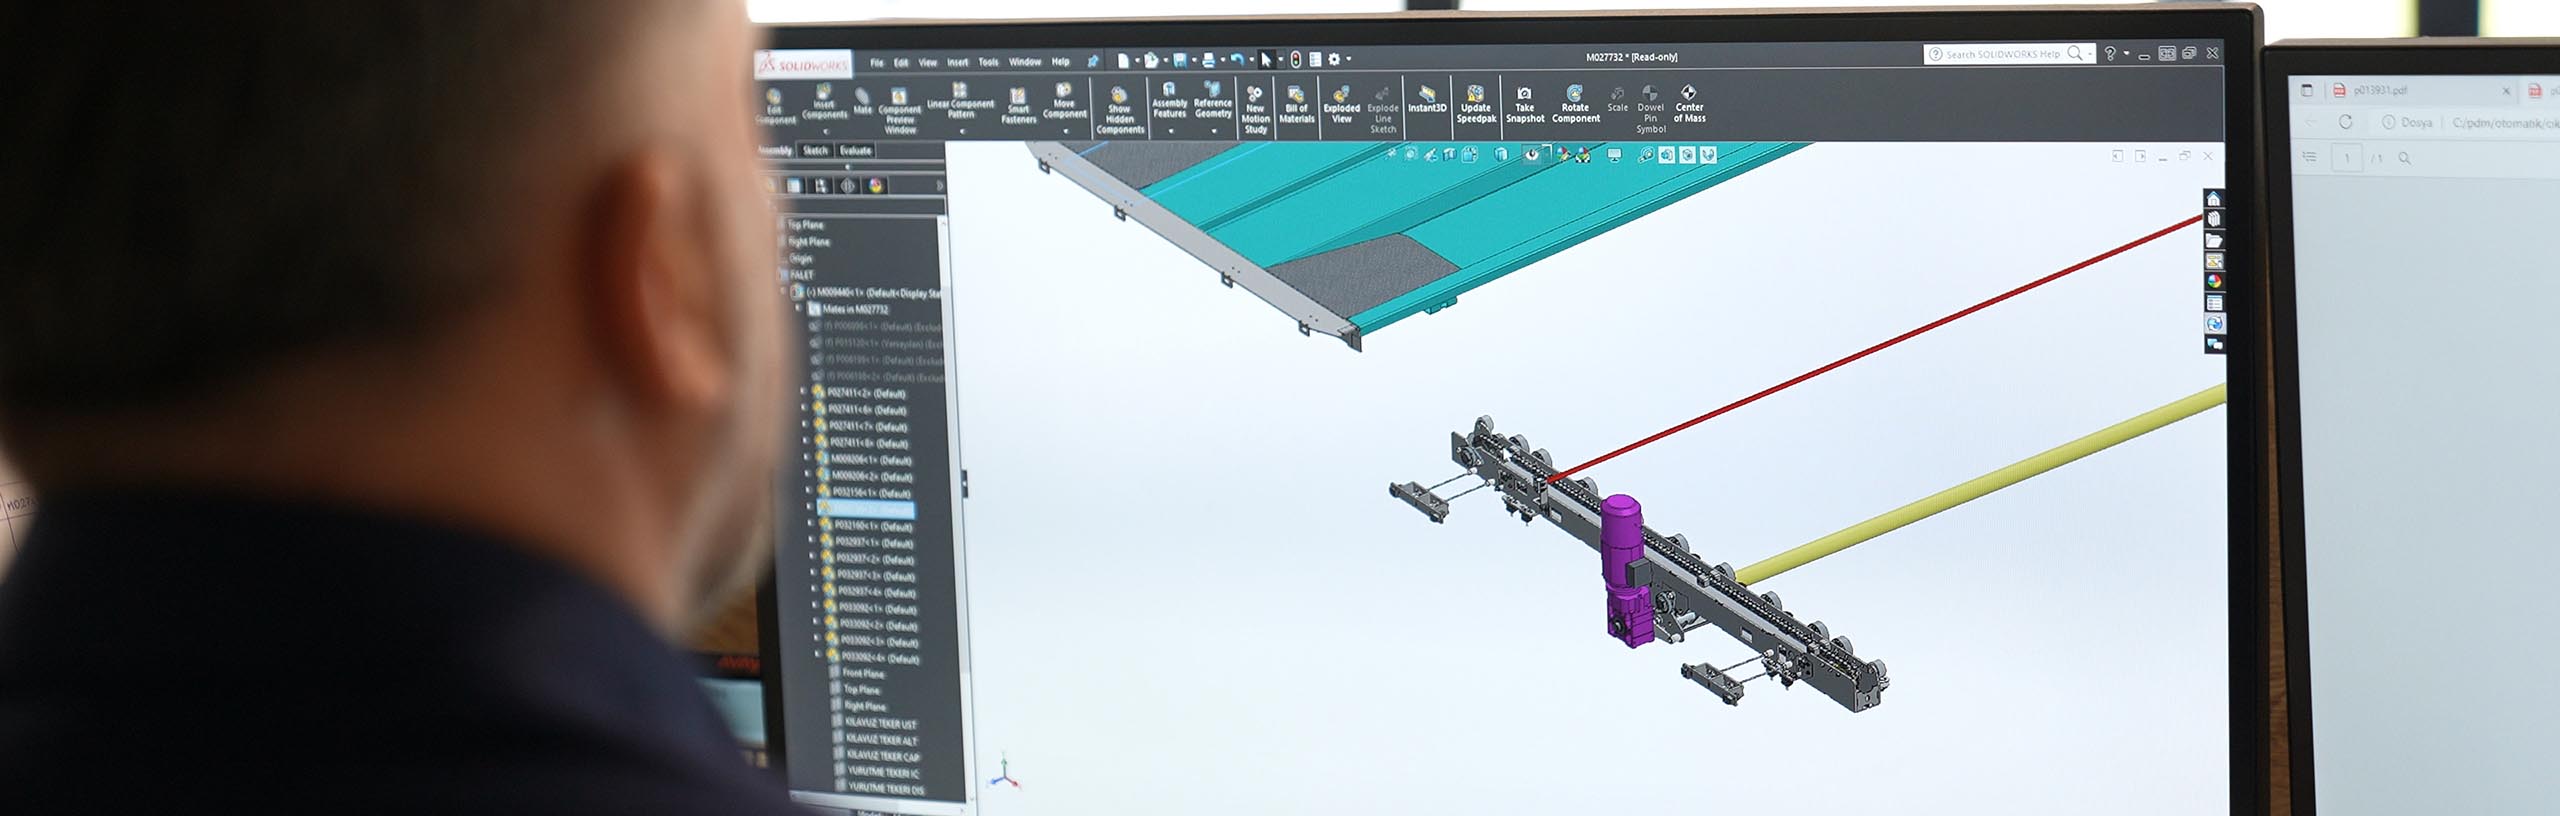 SOLIDWORKS File Edit View Insert Tools Window Help
M027732 * [Read-only]
Search SOLIDWORKS Help
Edit Component
Insert Components
Mate
Component Preview Window
Linear Component Pattern
Smart Fasteners
Move Component
Show Hidden Components
Assembly Features
Reference Geometry
New Motion Study
Bill of Materials
Exploded View
Explode Line Sketch
Instant3D
Update Speedpak
Take Snapshot
Rotate Component
Scale
Dowel Pin Symbol
Center of Mass
Assembly Sketch Evaluate
Top Plane
Right Plane
Origin
PALET
(-) M009440<1> (Default<Display Sta
Mates in M027732
P027411<2> (Default)
P027411<6> (Default)
P027411<7> (Default)
P027411<8> (Default)
M009206<1> (Default)
M009206<2> (Default)
P032156<1> (Default)
P032160<1> (Default)
P032937<1> (Default)
P032937<2> (Default)
P032937<3> (Default)
P032937<4> (Default)
P033092<1> (Default)
P033092<2> (Default)
P033092<3> (Default)
P033092<4> (Default)
Front Plane
Top Plane
Right Plane
KILAVUZ TEKER UST
KILAVUZ TEKER ALT
KILAVUZ TEKER CAP
YURUTME TEKERI IC
YURUTME TEKERI DIS
p013931.pdf
Dosya C:/pdm/otomatik/cik
1 / 1